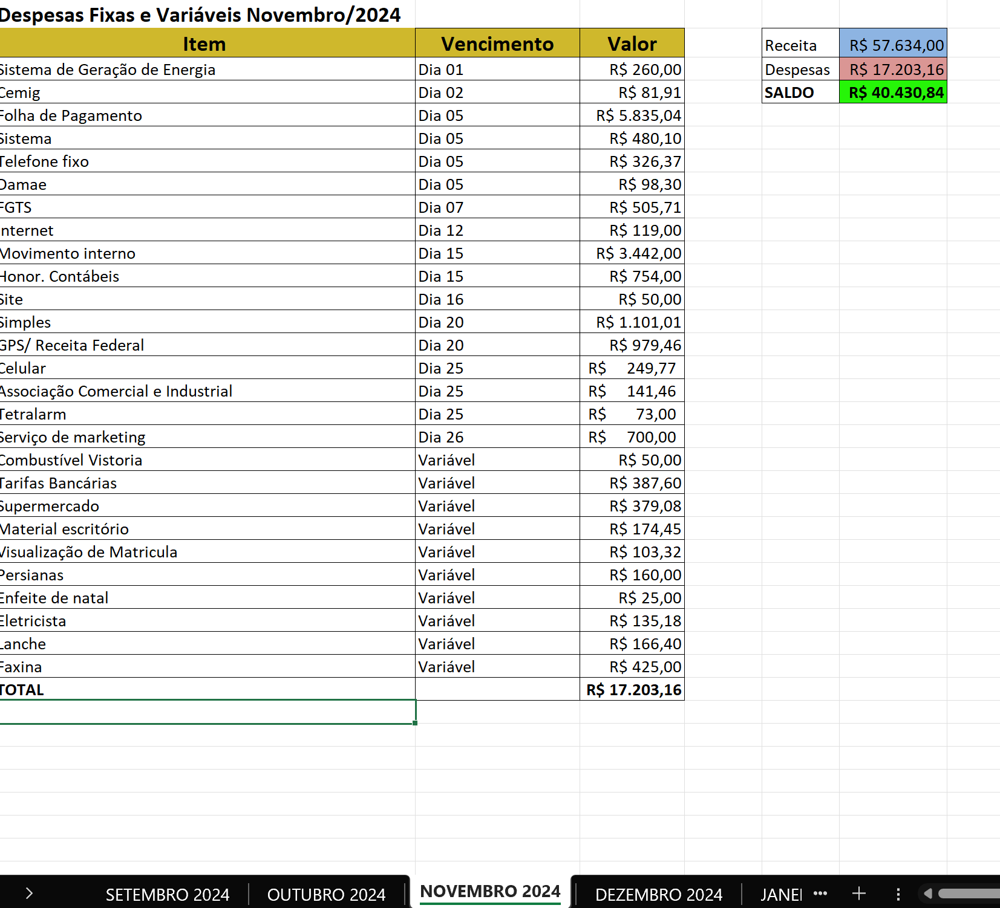 Despesas Fixas e Variáveis Novembro/2024
Item Vencimento Valor
Receita R$ 57.634,00
Sistema de Geração de Energia Dia 01 R$ 260,00
Despesas R$ 17.203,16
Cemig Dia 02 R$ 81,91
SALDO R$ 40.430,84
Folha de Pagamento Dia 05 R$ 5.835,04
Sistema Dia 05 R$ 480,10
Telefone fixo Dia 05 R$ 326,37
Damae Dia 05 R$ 98,30
FGTS Dia 07 R$ 505,71
nternet Dia 12 R$ 119,00
Movimento interno Dia 15 R$ 3.442,00
Honor. Contábeis Dia 15 R$ 754,00
Site Dia 16 R$ 50,00
Simples Dia 20 R$ 1.101,01
GPS/ Receita Federal Dia 20 R$ 979,46
Celular Dia 25 R$ 249,77
Associação Comercial e Industrial Dia 25 R$ 141,46
Tetralarm Dia 25 R$ 73,00
Serviço de marketing Dia 26 R$ 700,00
Combustível Vistoria Variável R$ 50,00
Tarifas Bancárias Variável R$ 387,60
Supermercado Variável R$ 379,08
Material escritório Variável R$ 174,45
Visualização de Matricula Variável R$ 103,32
Persianas Variável R$ 160,00
Enfeite de natal Variável R$ 25,00
Eletricista Variável R$ 135,18
Lanche Variável R$ 166,40
Faxina Variável R$ 425,00
TOTAL R$ 17.203,16
SETEMBRO 2024 OUTUBRO 2024 NOVEMBRO 2024 DEZEMBRO 2024 JANEI